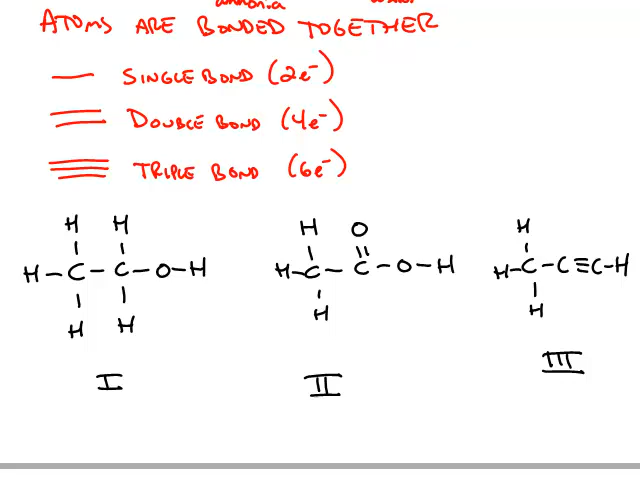 ATOMS ARE BONDED TOGETHER
— SINGLE BOND (2e⁻)
= DOUBLE BOND (4e⁻)
≡ TRIPLE BOND (6e⁻)
H H H O H
H – C – C – O – H H – C – C – O – H H – C – C ≡ C – H
H H H H
I II III